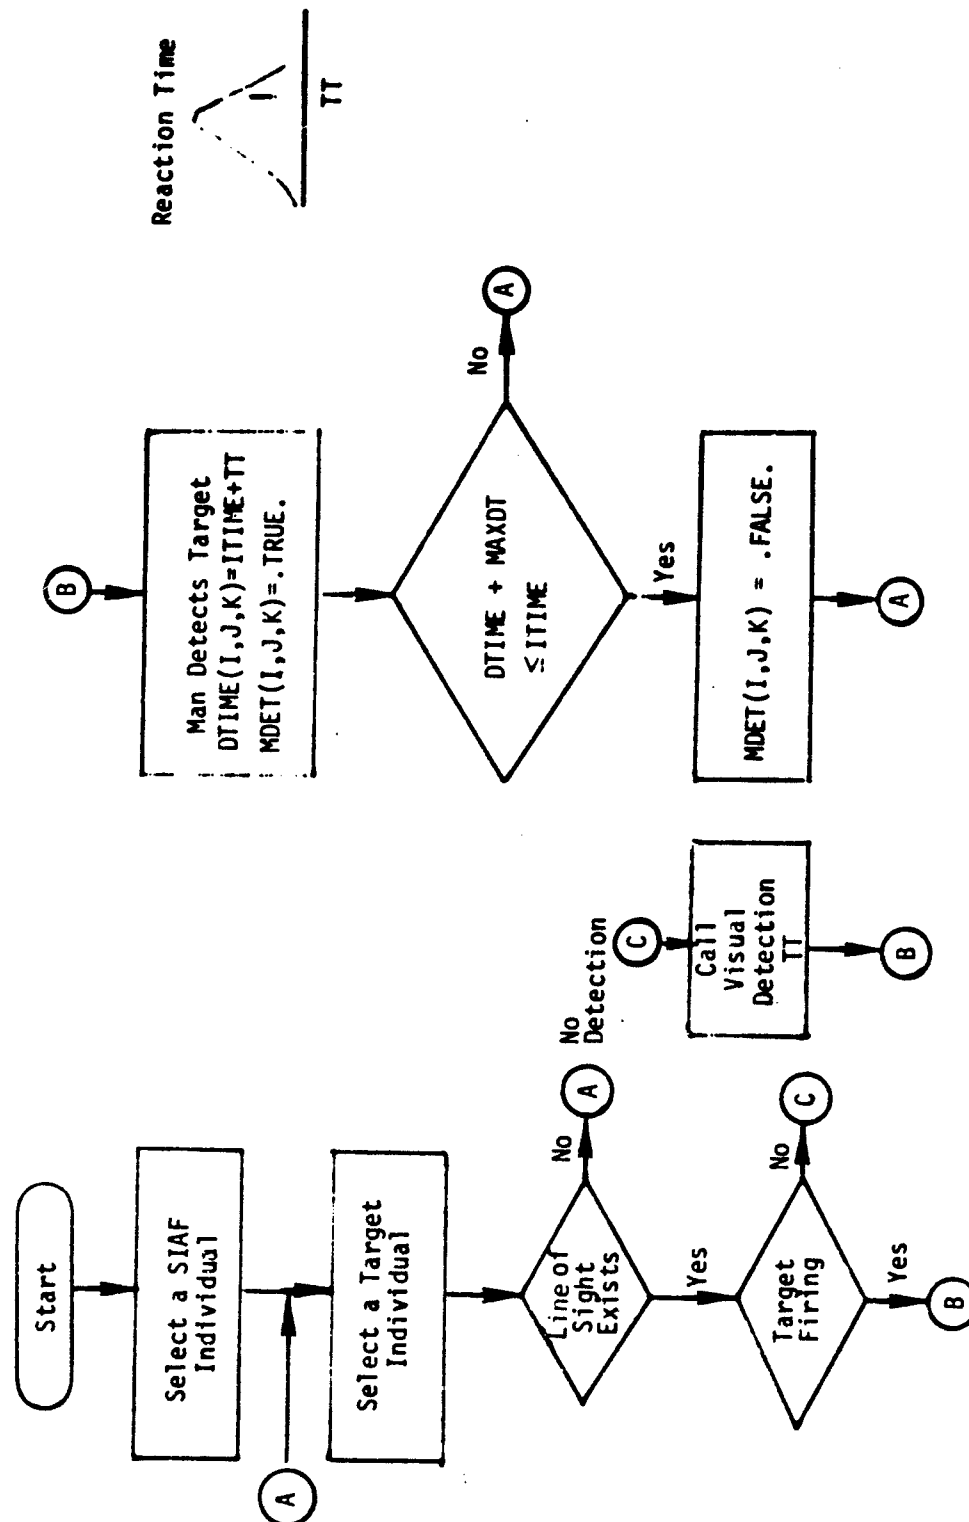 Start
Select a SIAF
Individual
A
Select a Target
Individual
Line of
Sight
Exists
No
A
No
Detection
Yes
Target
Firing
No
C
Yes
B
C
Call
Visual
Detection
TT
B
B
Man Detects Target
DTIME(I,J,K)=ITIME+TT
MDET(I,J,K)=.TRUE.
DTIME + MAXDT
≤ ITIME
No
A
Yes
MDET(I,J,K) = .FALSE.
A
Reaction Time
TT